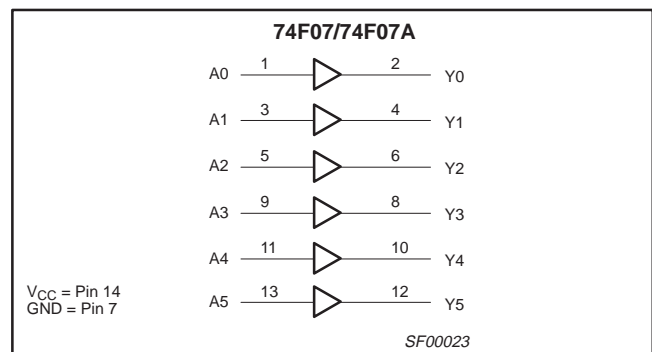 74F07/74F07A
A0 1 2 Y0
A1 3 4 Y1
A2 5 6 Y2
A3 9 8 Y3
A4 11 10 Y4
A5 13 12 Y5
VCC = Pin 14
GND = Pin 7
SF00023